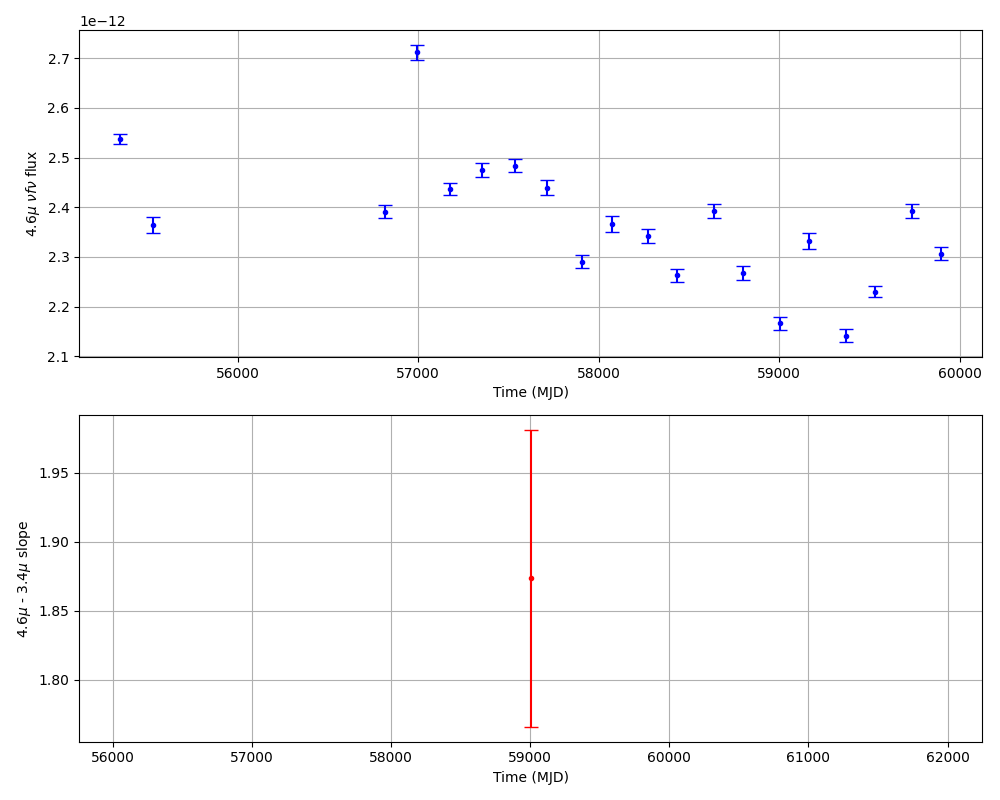 1e−12
2.7
2.6
2.5
2.4
2.3
2.2
2.1
4.6μ νfν flux
56000 57000 58000 59000 60000
Time (MJD)
1.95
1.90
1.85
1.80
4.6μ - 3.4μ slope
56000 57000 58000 59000 60000 61000 62000
Time (MJD)